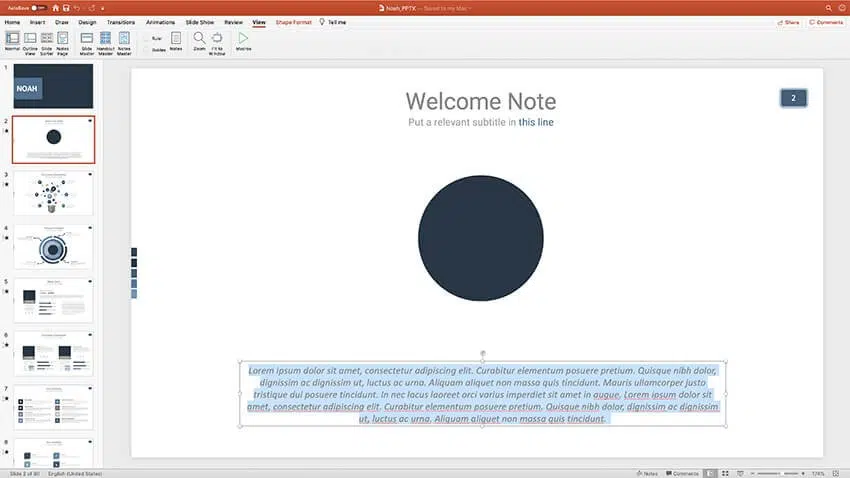 AutoSave OFF
Noah_PPTX — Saved to my Mac
Home Insert Draw Design Transitions Animations Slide Show Review View Shape Format Tell me
Share Comments
Normal Outline View Slide Sorter Notes Page Slide Master Handout Master Notes Master Ruler Guides Notes Zoom Fit to Window Macros
1
NOAH
2
3
4
5
6
7
8
Welcome Note
2
Put a relevant subtitle in this line
Lorem ipsum dolor sit amet, consectetur adipiscing elit. Curabitur elementum posuere pretium. Quisque nibh dolor,
dignissim ac dignissim ut, luctus ac urna. Aliquam aliquet non massa quis tincidunt. Mauris ullamcorper justo
tristique dui posuere tincidunt. In nec lacus laoreet orci varius imperdiet sit amet in augue. Lorem ipsum dolor sit
amet, consectetur adipiscing elit. Curabitur elementum posuere pretium. Quisque nibh dolor, dignissim ac dignissim
ut, luctus ac urna. Aliquam aliquet non massa quis tincidunt.
English (United States)
Notes Comments